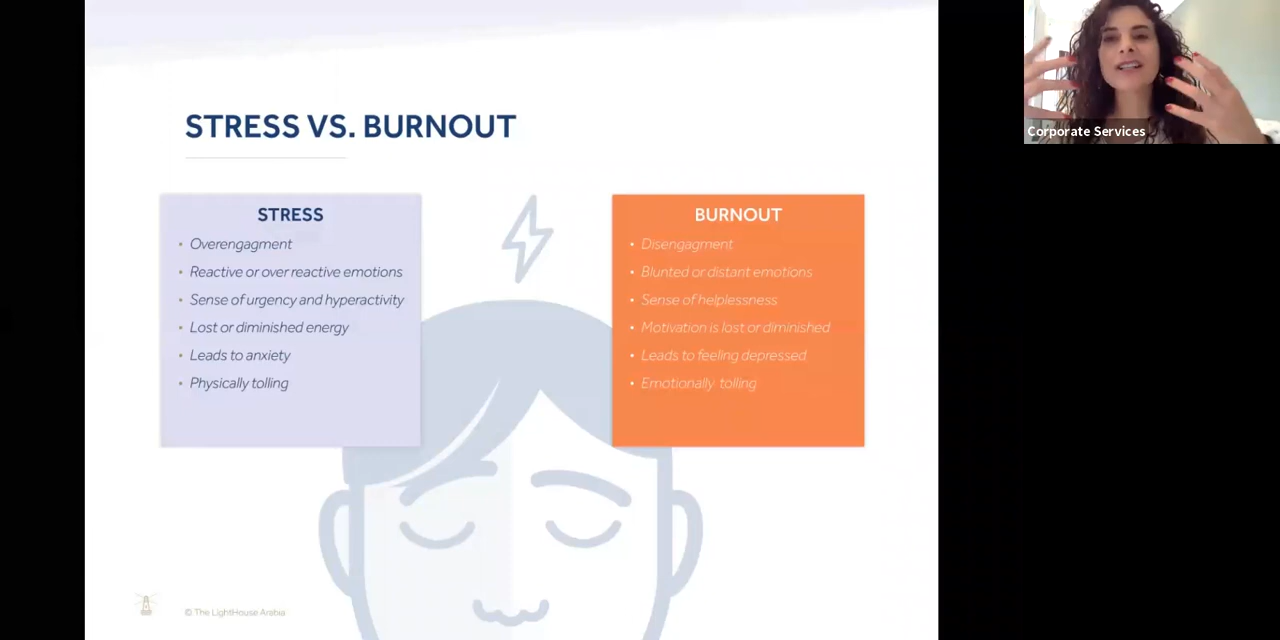 Corporate Services
STRESS VS. BURNOUT
STRESS
• Overengagment
• Reactive or over reactive emotions
• Sense of urgency and hyperactivity
• Lost or diminished energy
• Leads to anxiety
• Physically tolling
BURNOUT
• Disengagment
• Blunted or distant emotions
• Sense of helplessness
• Motivation is lost or diminished
• Leads to feeling depressed
• Emotionally tolling
© The LightHouse Arabia